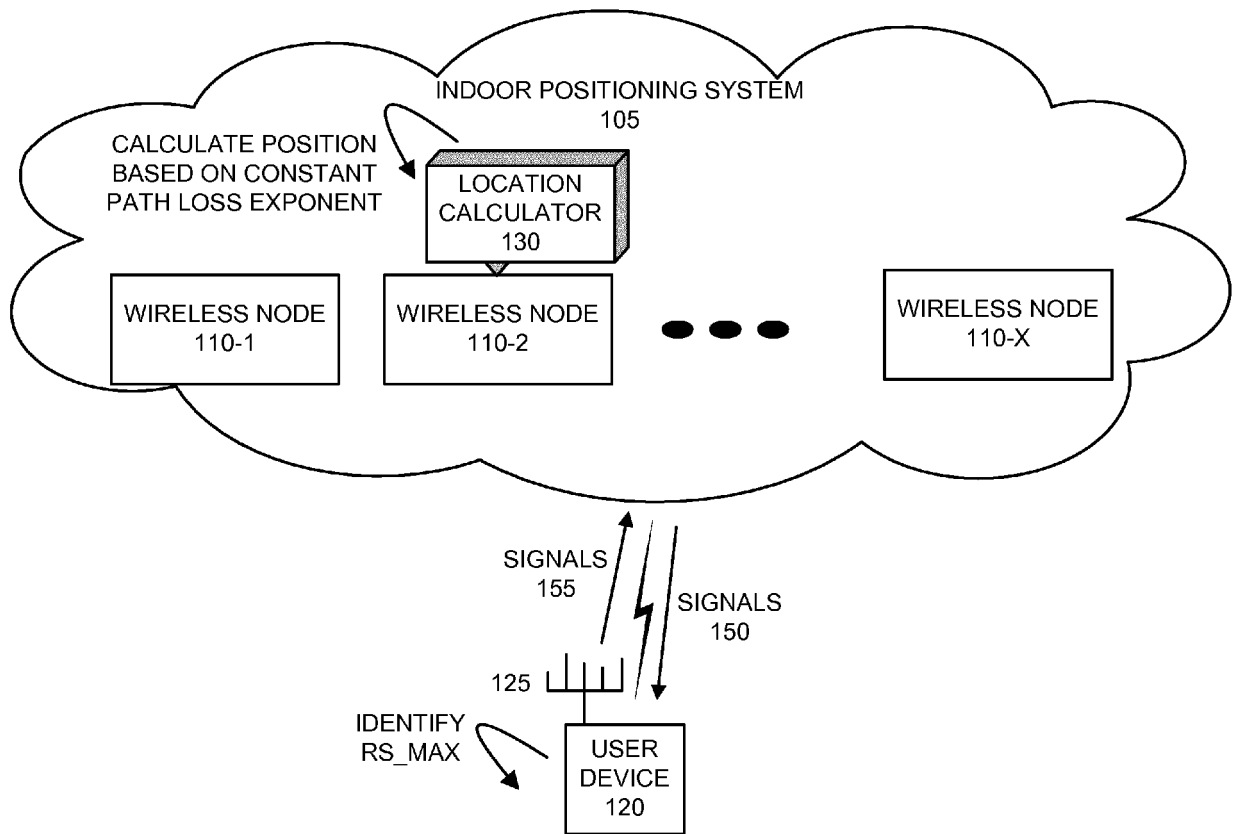 INDOOR POSITIONING SYSTEM
105
CALCULATE POSITION
BASED ON CONSTANT
PATH LOSS EXPONENT
LOCATION
CALCULATOR
130
WIRELESS NODE
110-1
WIRELESS NODE
110-2
WIRELESS NODE
110-X
SIGNALS
155
SIGNALS
150
125
IDENTIFY
RS_MAX
USER
DEVICE
120